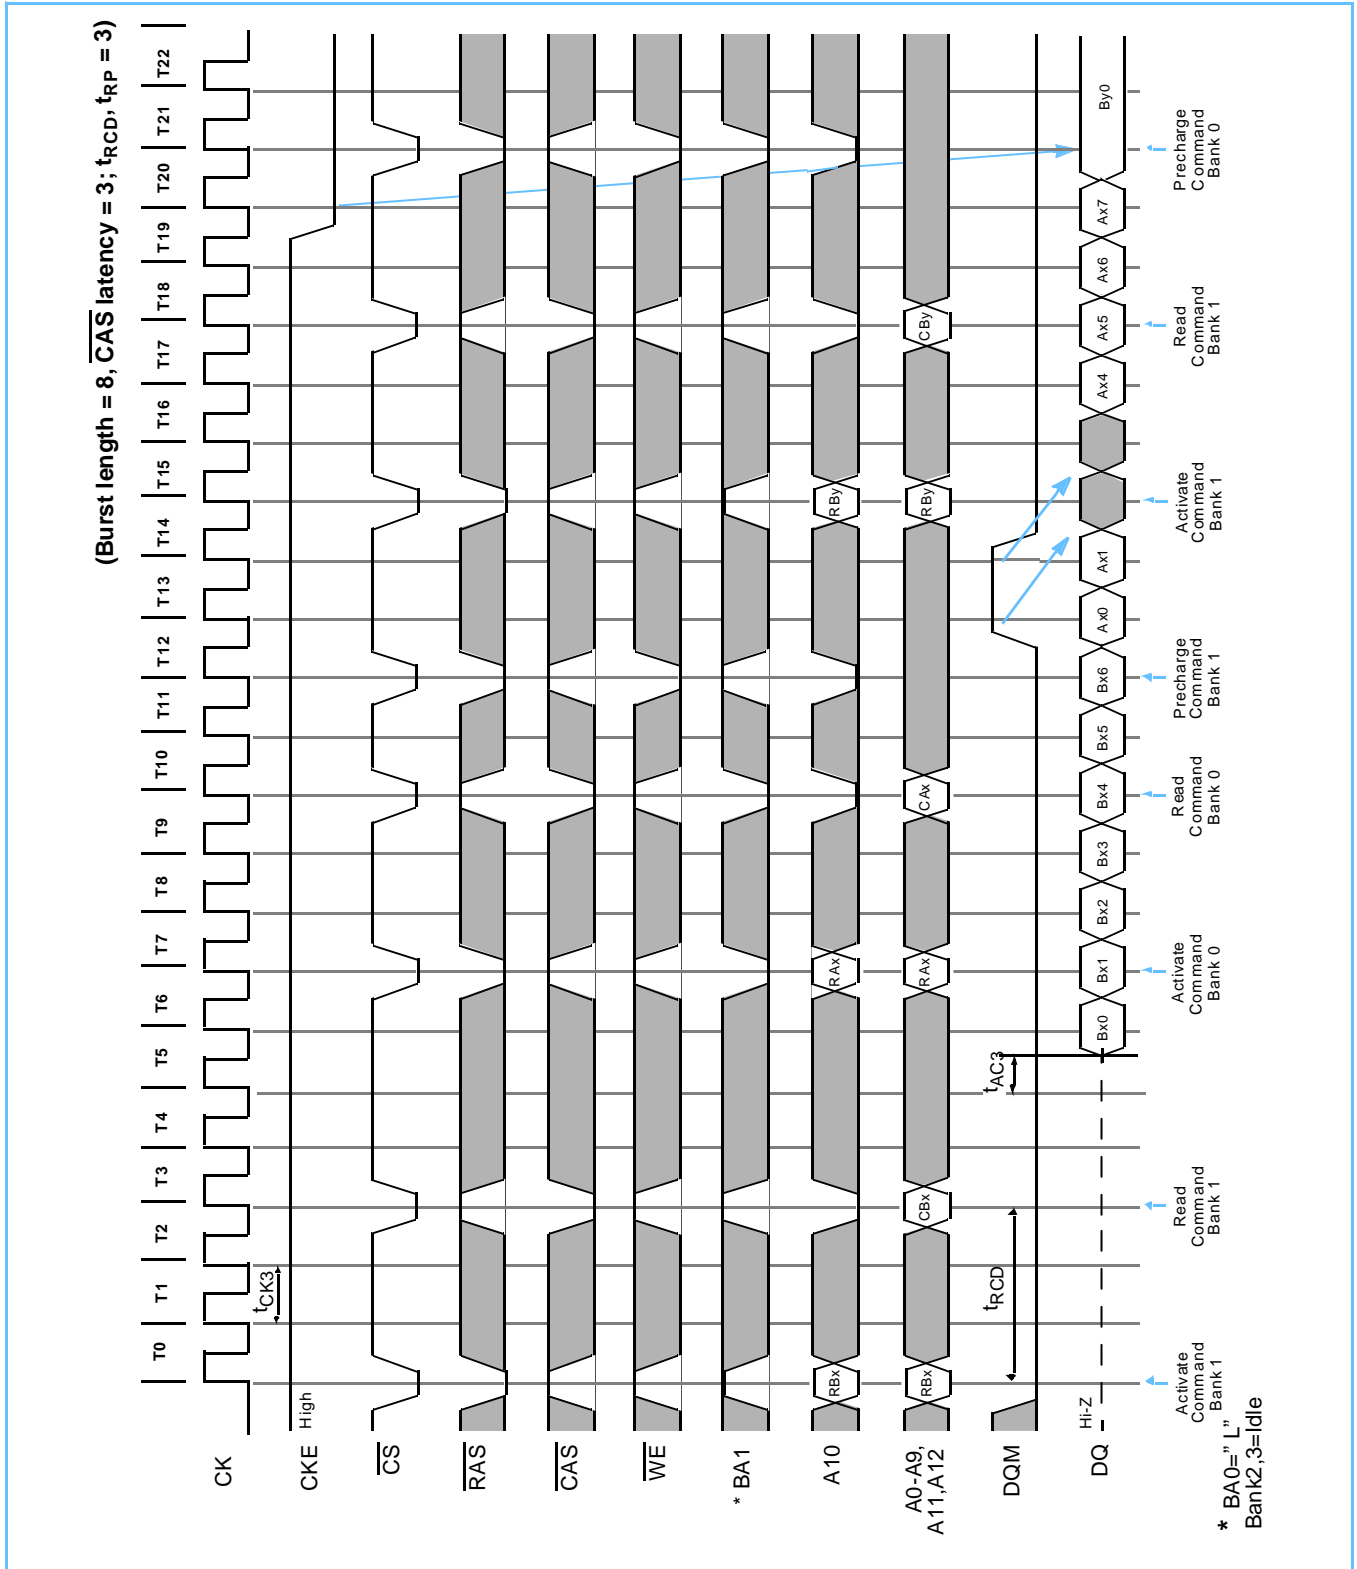 (Burst length = 8, CAS latency = 3; tRCD, tRP = 3)
T0 T1 T2 T3 T4 T5 T6 T7 T8 T9 T10 T11 T12 T13 T14 T15 T16 T17 T18 T19 T20 T21 T22
CK
tCK3
CKE
High
CS
RAS
CAS
WE
* BA1
A10
RBx RAx RBy
A0-A9,
A11,A12
RBx CBx RAx CAx RBy CBy
DQM
tRCD
tAC3
DQ
Hi-Z
Bx0 Bx1 Bx2 Bx3 Bx4 Bx5 Bx6 Ax0 Ax1 Ax4 Ax5 Ax6 Ax7 By0
Activate
Command
Bank 1
Read
Command
Bank 1
Activate
Command
Bank 0
Read
Command
Bank 0
Precharge
Command
Bank 1
Activate
Command
Bank 1
Read
Command
Bank 1
Precharge
Command
Bank 0
* BA0=” L”
Bank2,3=Idle